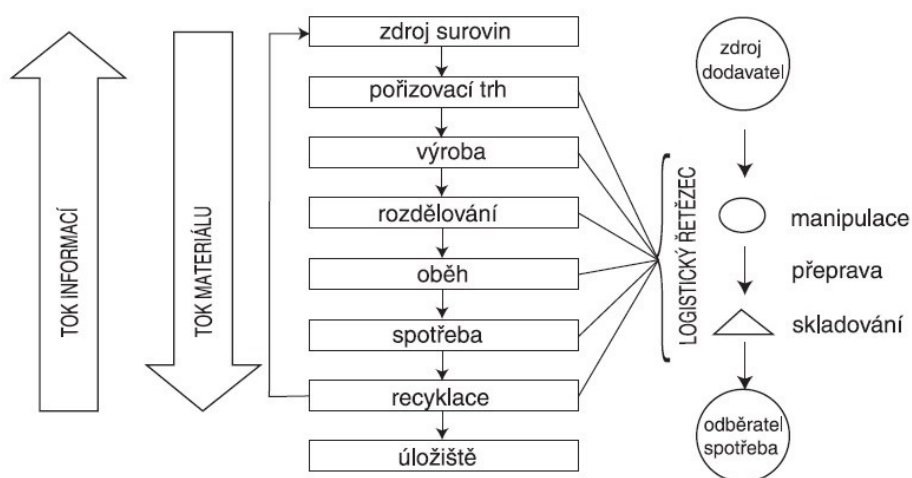 TOK INFORMACÍ
TOK MATERIÁLU
zdroj surovin
pořizovací trh
výroba
rozdělování
oběh
spotřeba
recyklace
úložiště
LOGISTICKÝ ŘETĚZEC
zdroj
dodavatel
manipulace
přeprava
skladování
odběratel
spotřeba